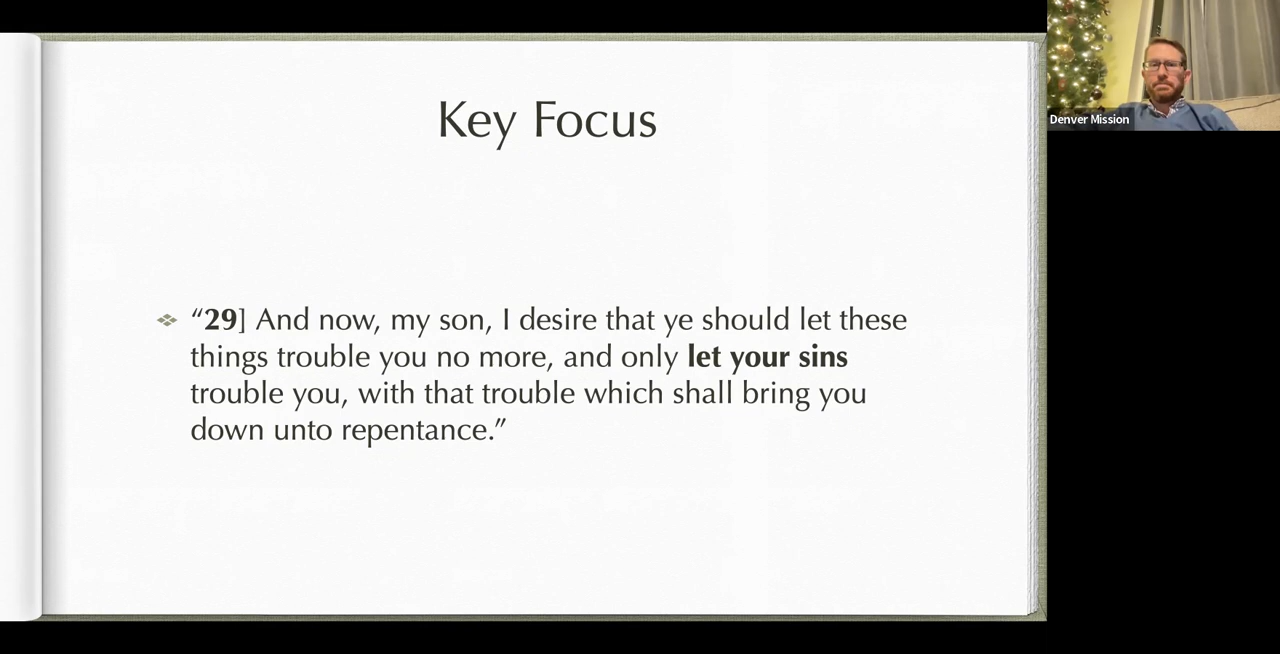 Key Focus
“29] And now, my son, I desire that ye should let these
things trouble you no more, and only let your sins
trouble you, with that trouble which shall bring you
down unto repentance.”
Denver Mission